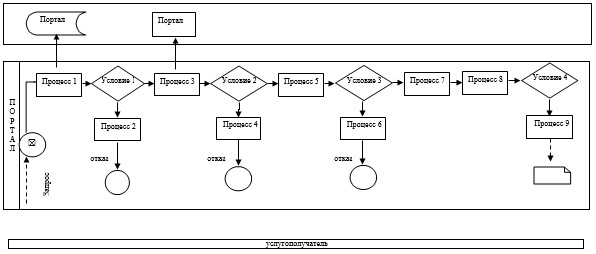 Портал
Портал
ПОРТАЛ
Процесс 1
Условие 1
Процесс 3
Условие 2
Процесс 5
Условие 3
Процесс 7
Процесс 8
Условие 4
Процесс 2
Процесс 4
Процесс 6
Процесс 9
отказ
отказ
отказ
Запрос
услугополучатель